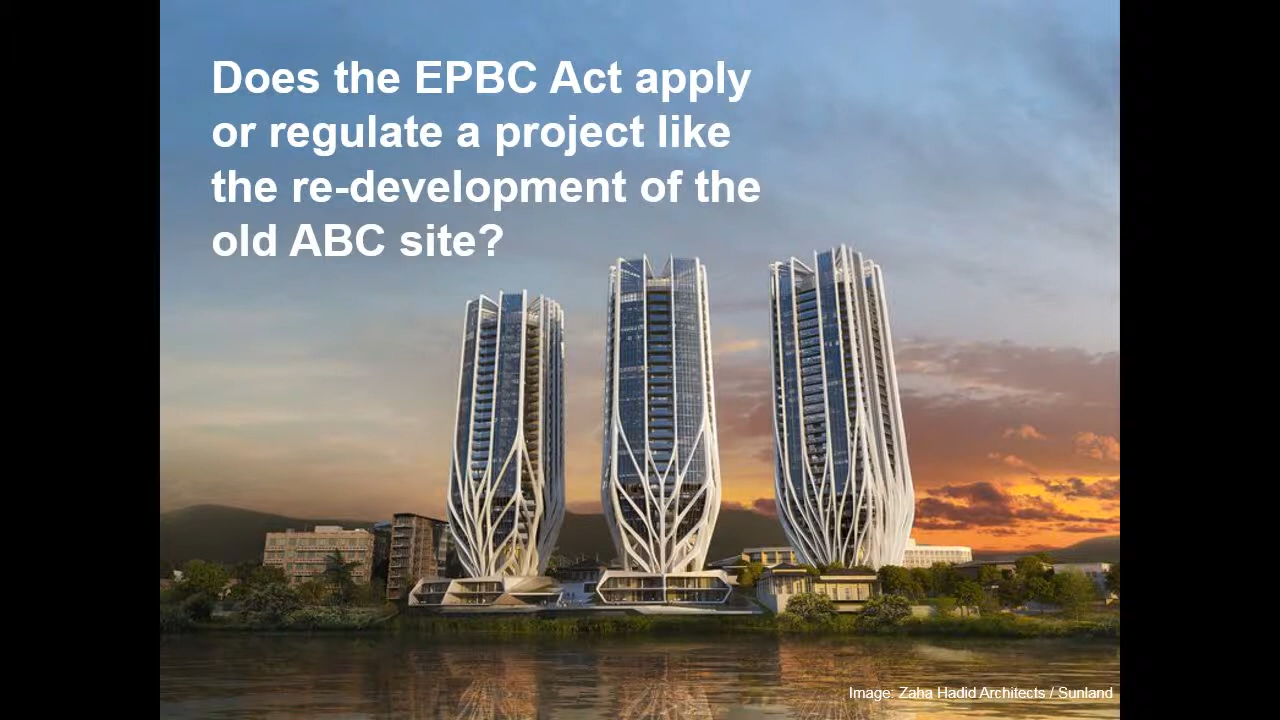 Does the EPBC Act apply
or regulate a project like
the re-development of the
old ABC site?
Image: Zaha Hadid Architects / Sunland